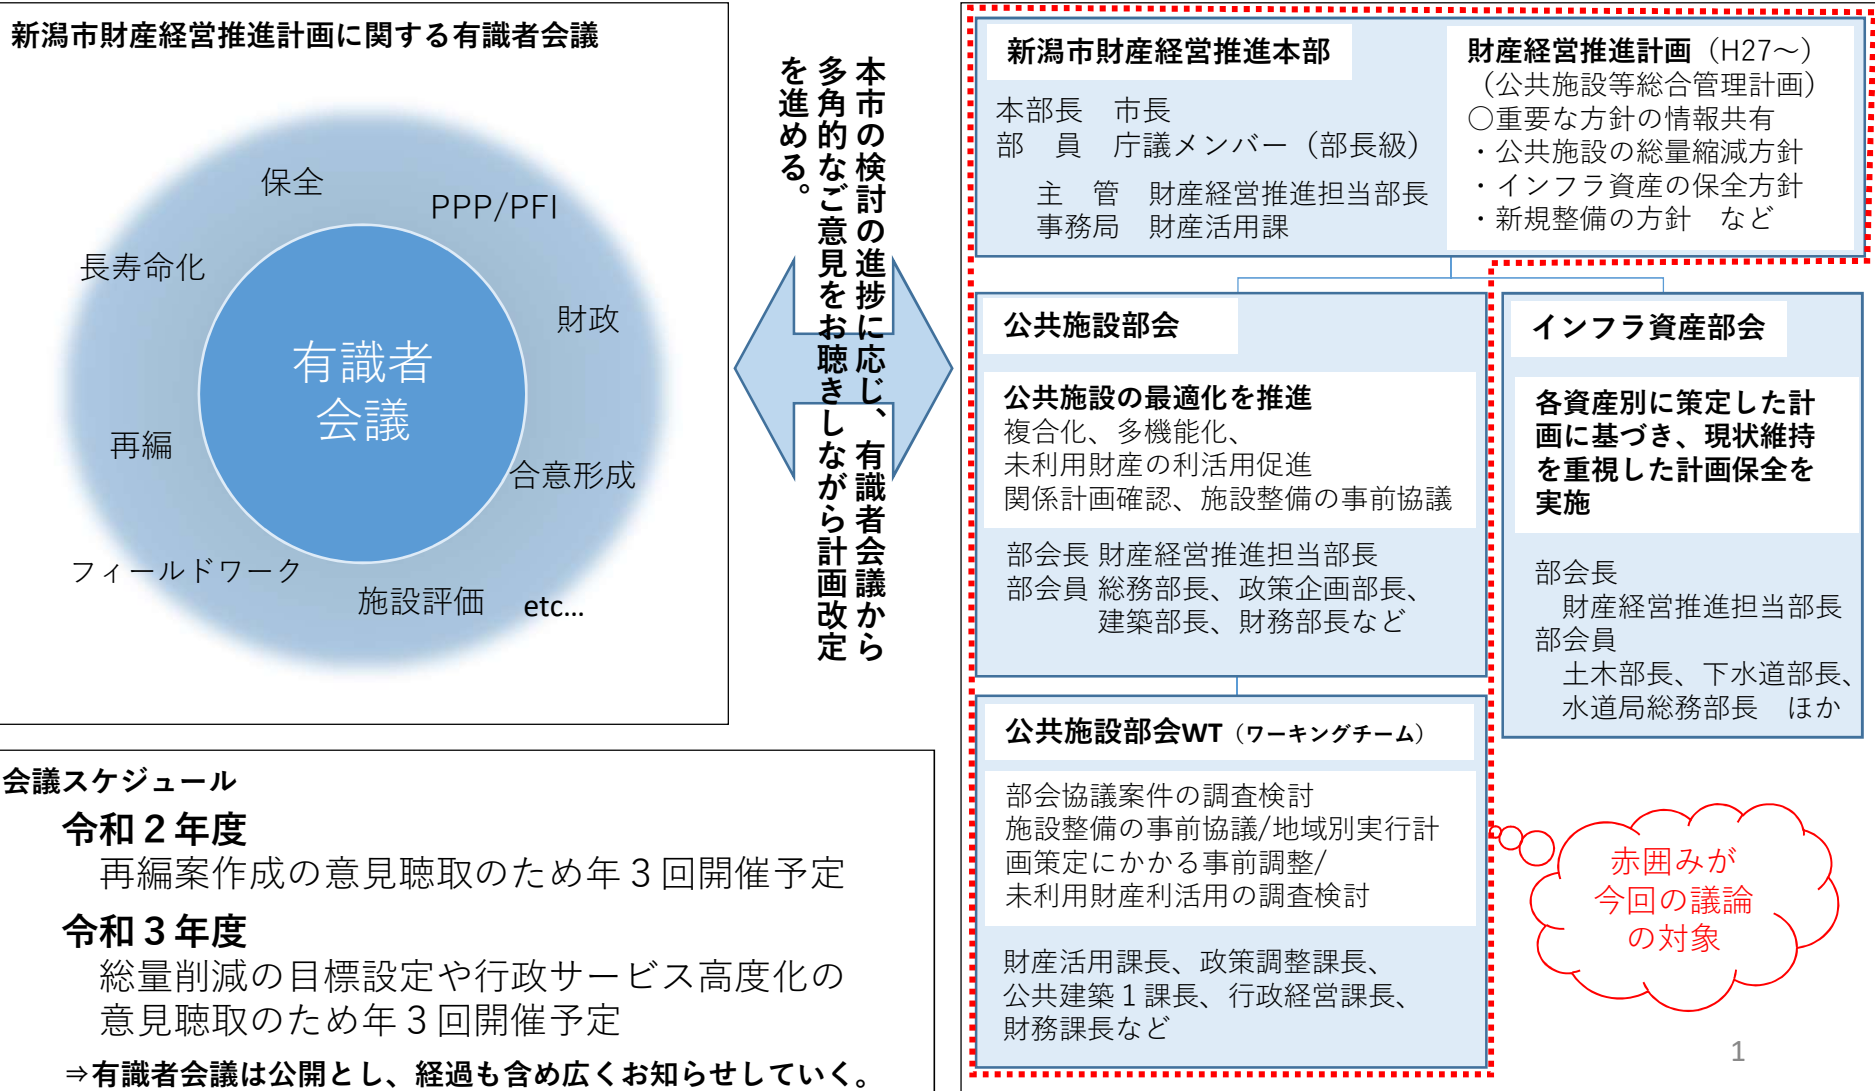 新潟市財産経営推進計画に関する有識者会議
保全
PPP/PFI
長寿命化
財政
有識者
会議
再編
合意形成
フィールドワーク
施設評価
etc…
本市の検討の進捗に応じ、有識者会議から
多角的なご意見をお聴きしながら計画改定
を進める。
会議スケジュール
令和２年度
再編案作成の意見聴取のため年３回開催予定
令和３年度
総量削減の目標設定や行政サービス高度化の
意見聴取のため年３回開催予定
⇒有識者会議は公開とし、経過も含め広くお知らせしていく。
新潟市財産経営推進本部
本部長　市長
部　員　庁議メンバー（部長級）
主　管　財産経営推進担当部長
事務局　財産活用課
財産経営推進計画（H27～）
（公共施設等総合管理計画）
○重要な方針の情報共有
・公共施設の総量縮減方針
・インフラ資産の保全方針
・新規整備の方針　など
公共施設部会
公共施設の最適化を推進
複合化、多機能化、
未利用財産の利活用促進
関係計画確認、施設整備の事前協議
部会長 財産経営推進担当部長
部会員 総務部長、政策企画部長、
建築部長、財務部長など
インフラ資産部会
各資産別に策定した計
画に基づき、現状維持
を重視した計画保全を
実施
部会長
財産経営推進担当部長
部会員
土木部長、下水道部長、
水道局総務部長　ほか
公共施設部会WT（ワーキングチーム）
部会協議案件の調査検討
施設整備の事前協議/地域別実行計
画策定にかかる事前調整/
未利用財産利活用の調査検討
財産活用課長、政策調整課長、
公共建築１課長、行政経営課長、
財務課長など
赤囲みが
今回の議論
の対象
1